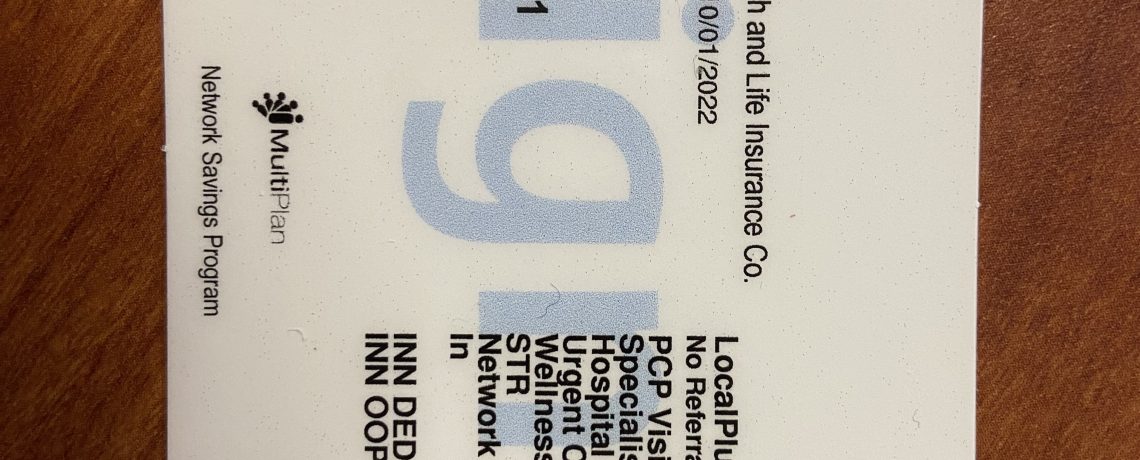 h and Life Insurance Co.
0/01/2022
1
ign
MultiPlan
Network Savings Program
LocalPlu
No Referra
PCP Visi
Specialis
Hospital
Urgent C
Wellness
STR
Network
In
INN DED
INN OOP